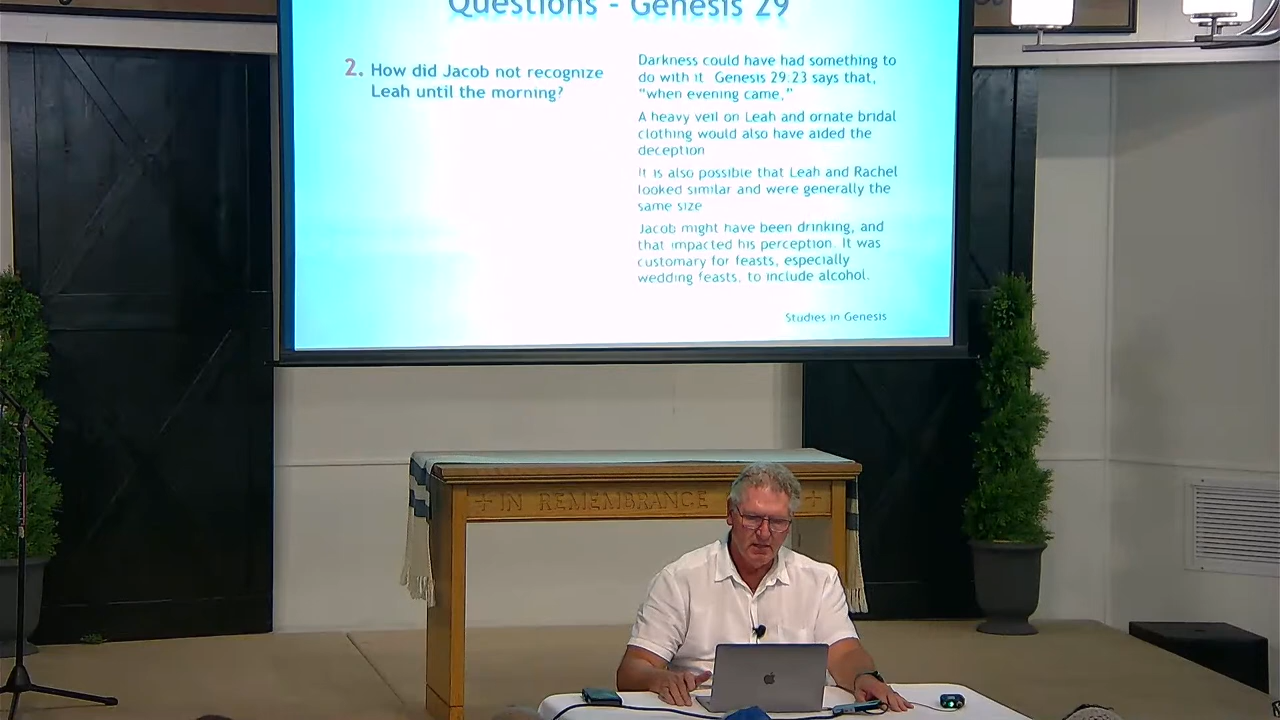 Questions - Genesis 29
2. How did Jacob not recognize
Leah until the morning?
Darkness could have had something to
do with it Genesis 29:23 says that,
"when evening came,"
A heavy veil on Leah and ornate bridal
clothing would also have aided the
deception
It is also possible that Leah and Rachel
looked similar and were generally the
same size
Jacob might have been drinking, and
that impacted his perception. It was
customary for feasts, especially
wedding feasts, to include alcohol.
Studies in Genesis
IN REMEMBRANCE